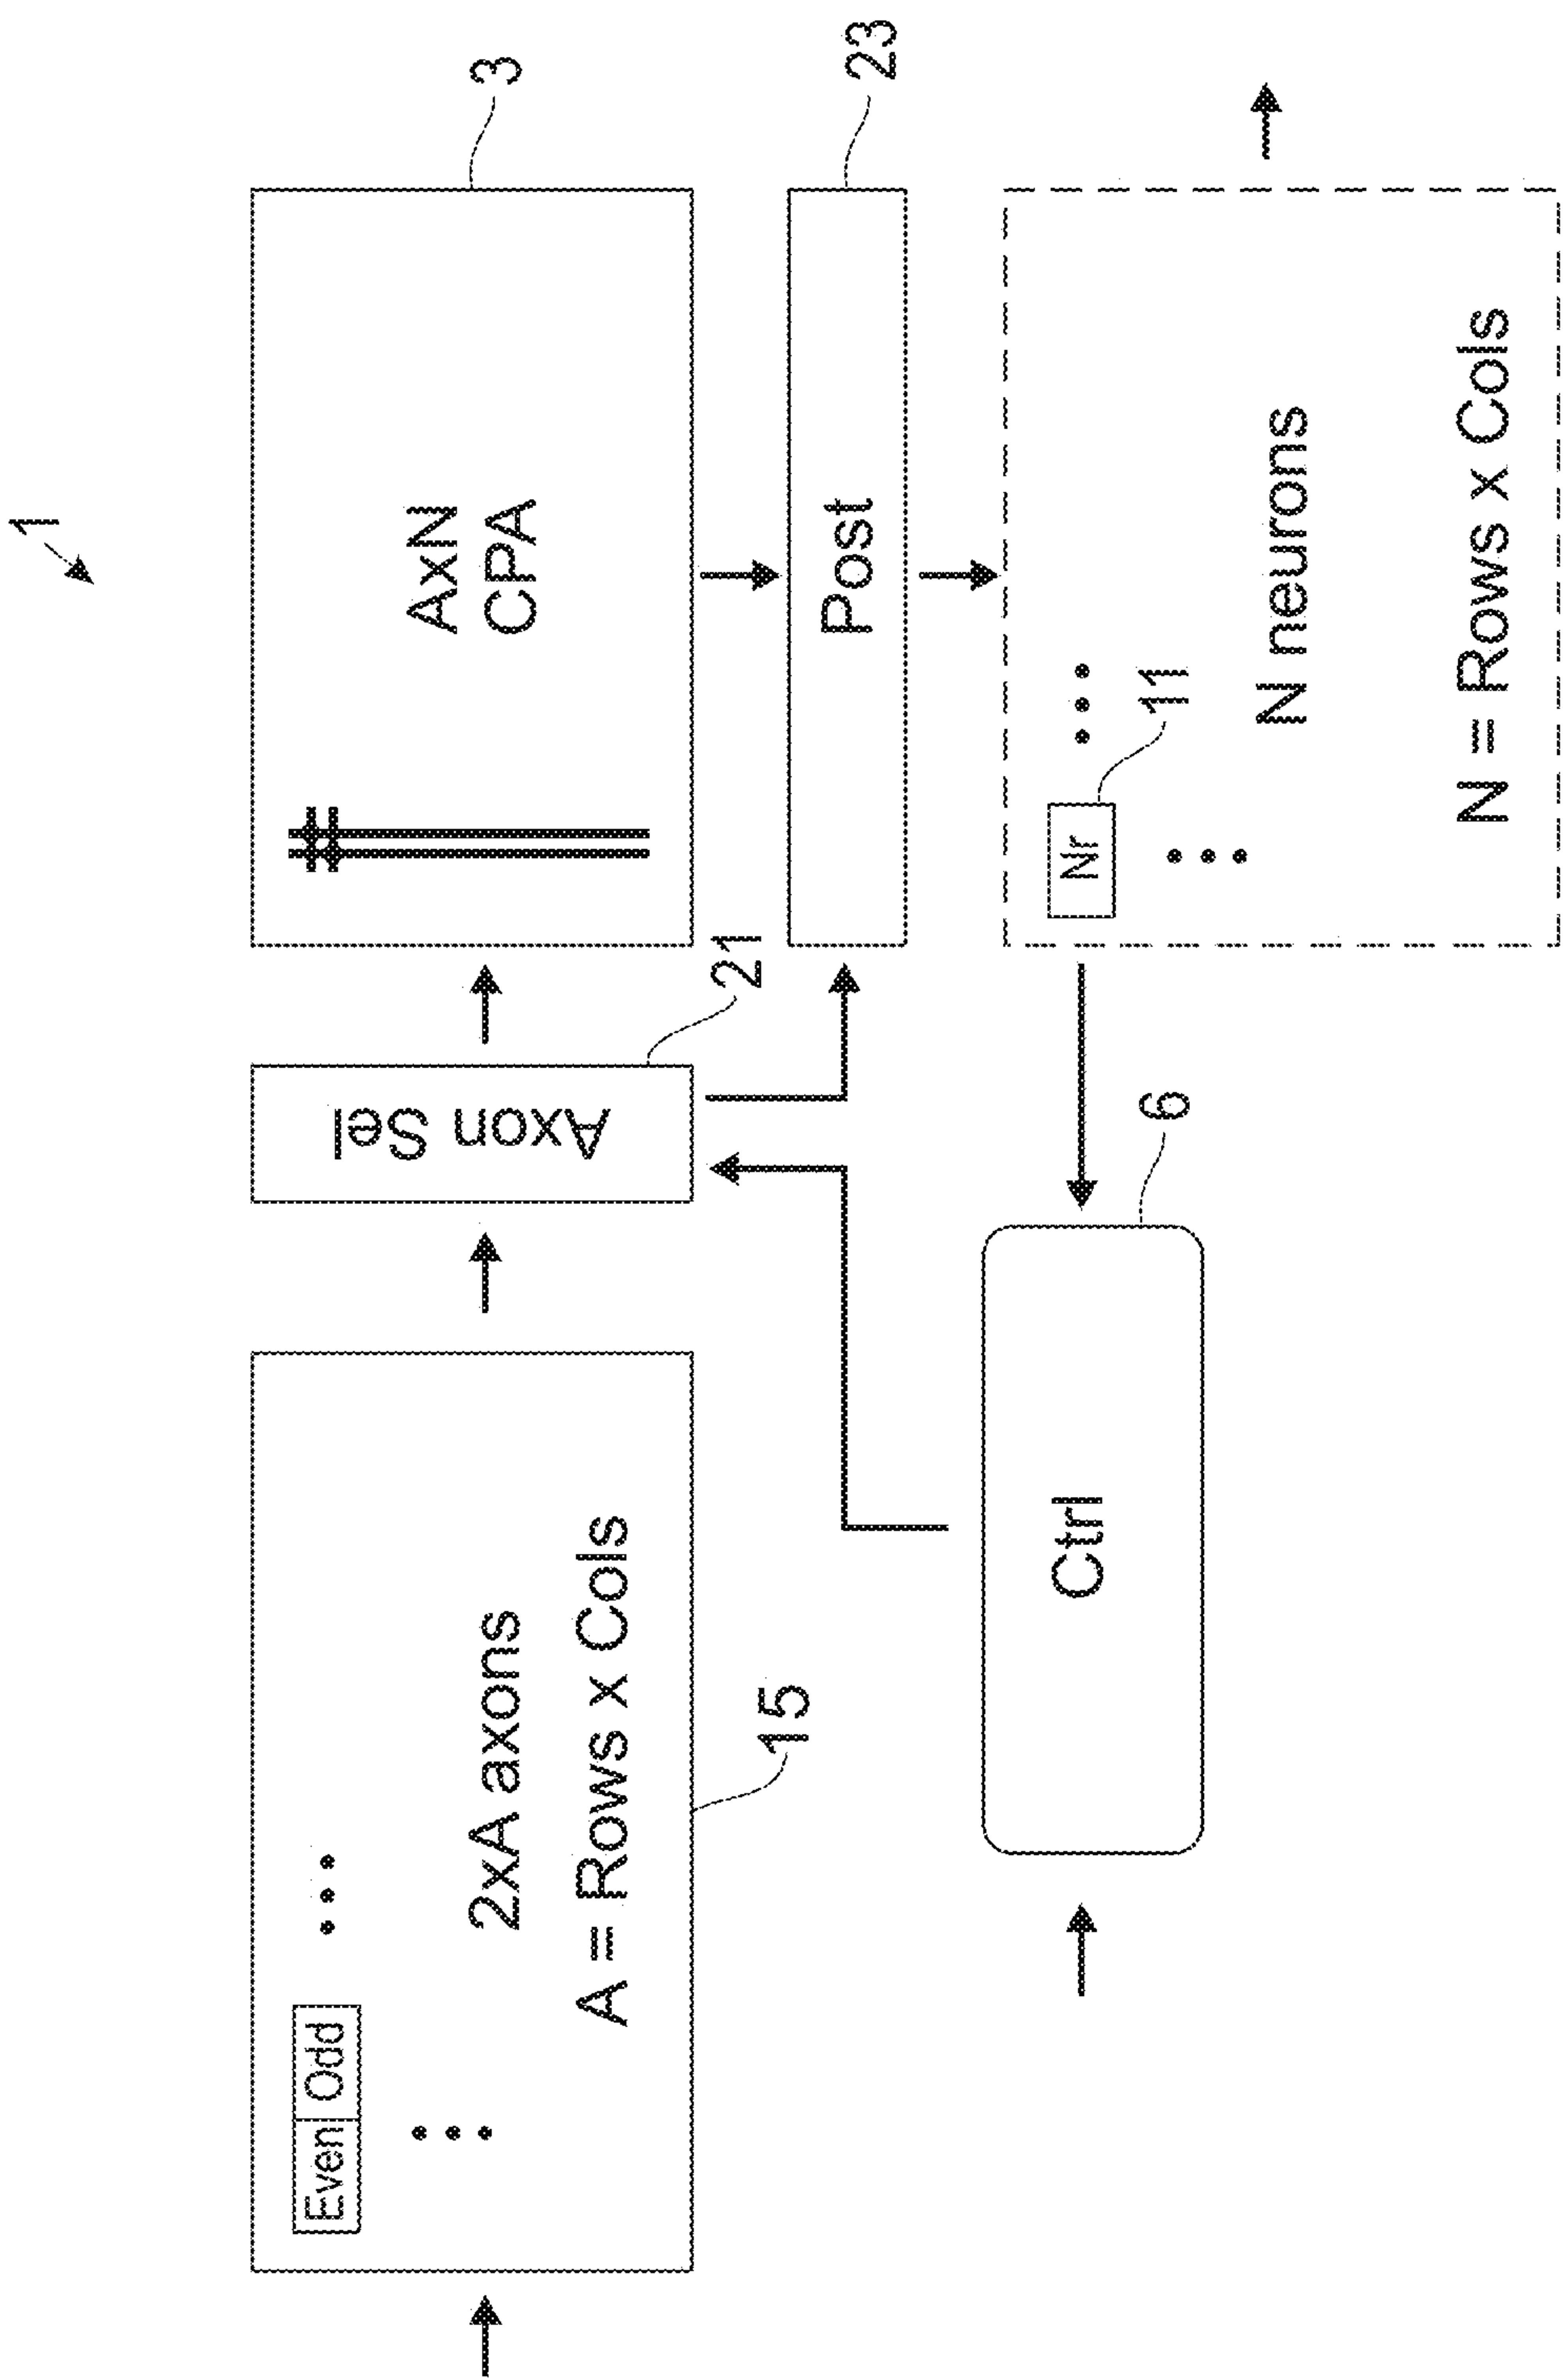 1
Even Odd
2xA axons
A = Rows x Cols
15
Axon Sel
21
AxN
CPA
3
Post
23
Ctrl
6
Nr
11
N neurons
N = Rows x Cols